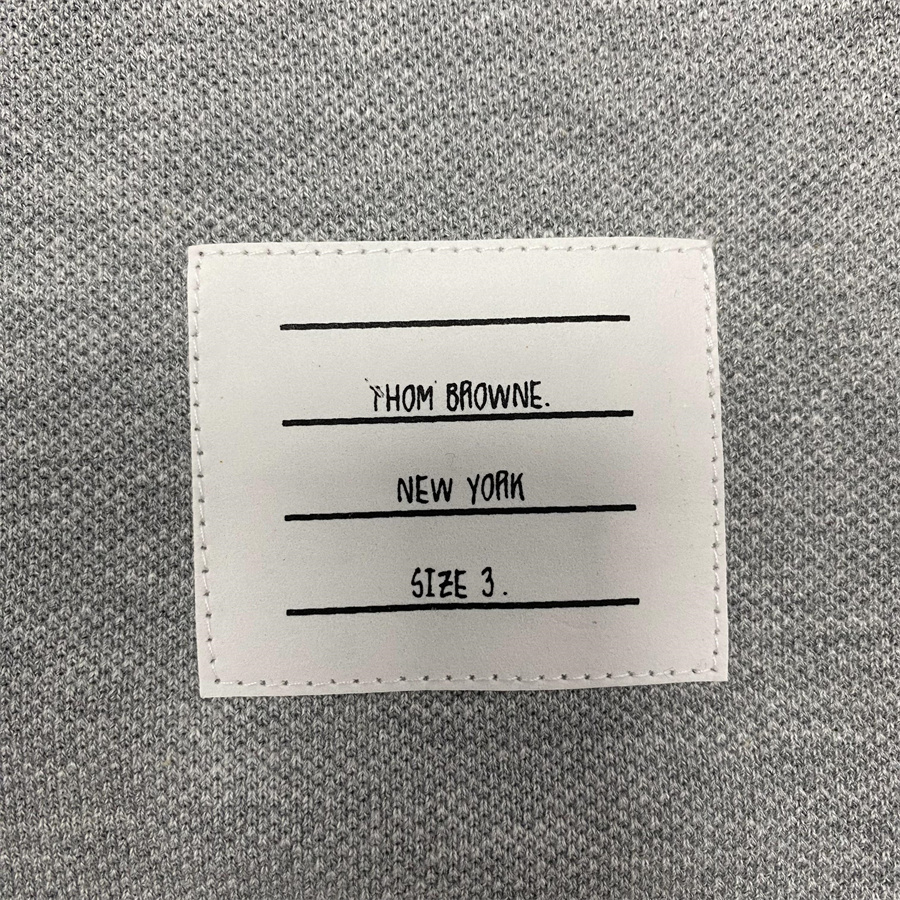 THOM BROWNE.
NEW YORK
SIZE 3.